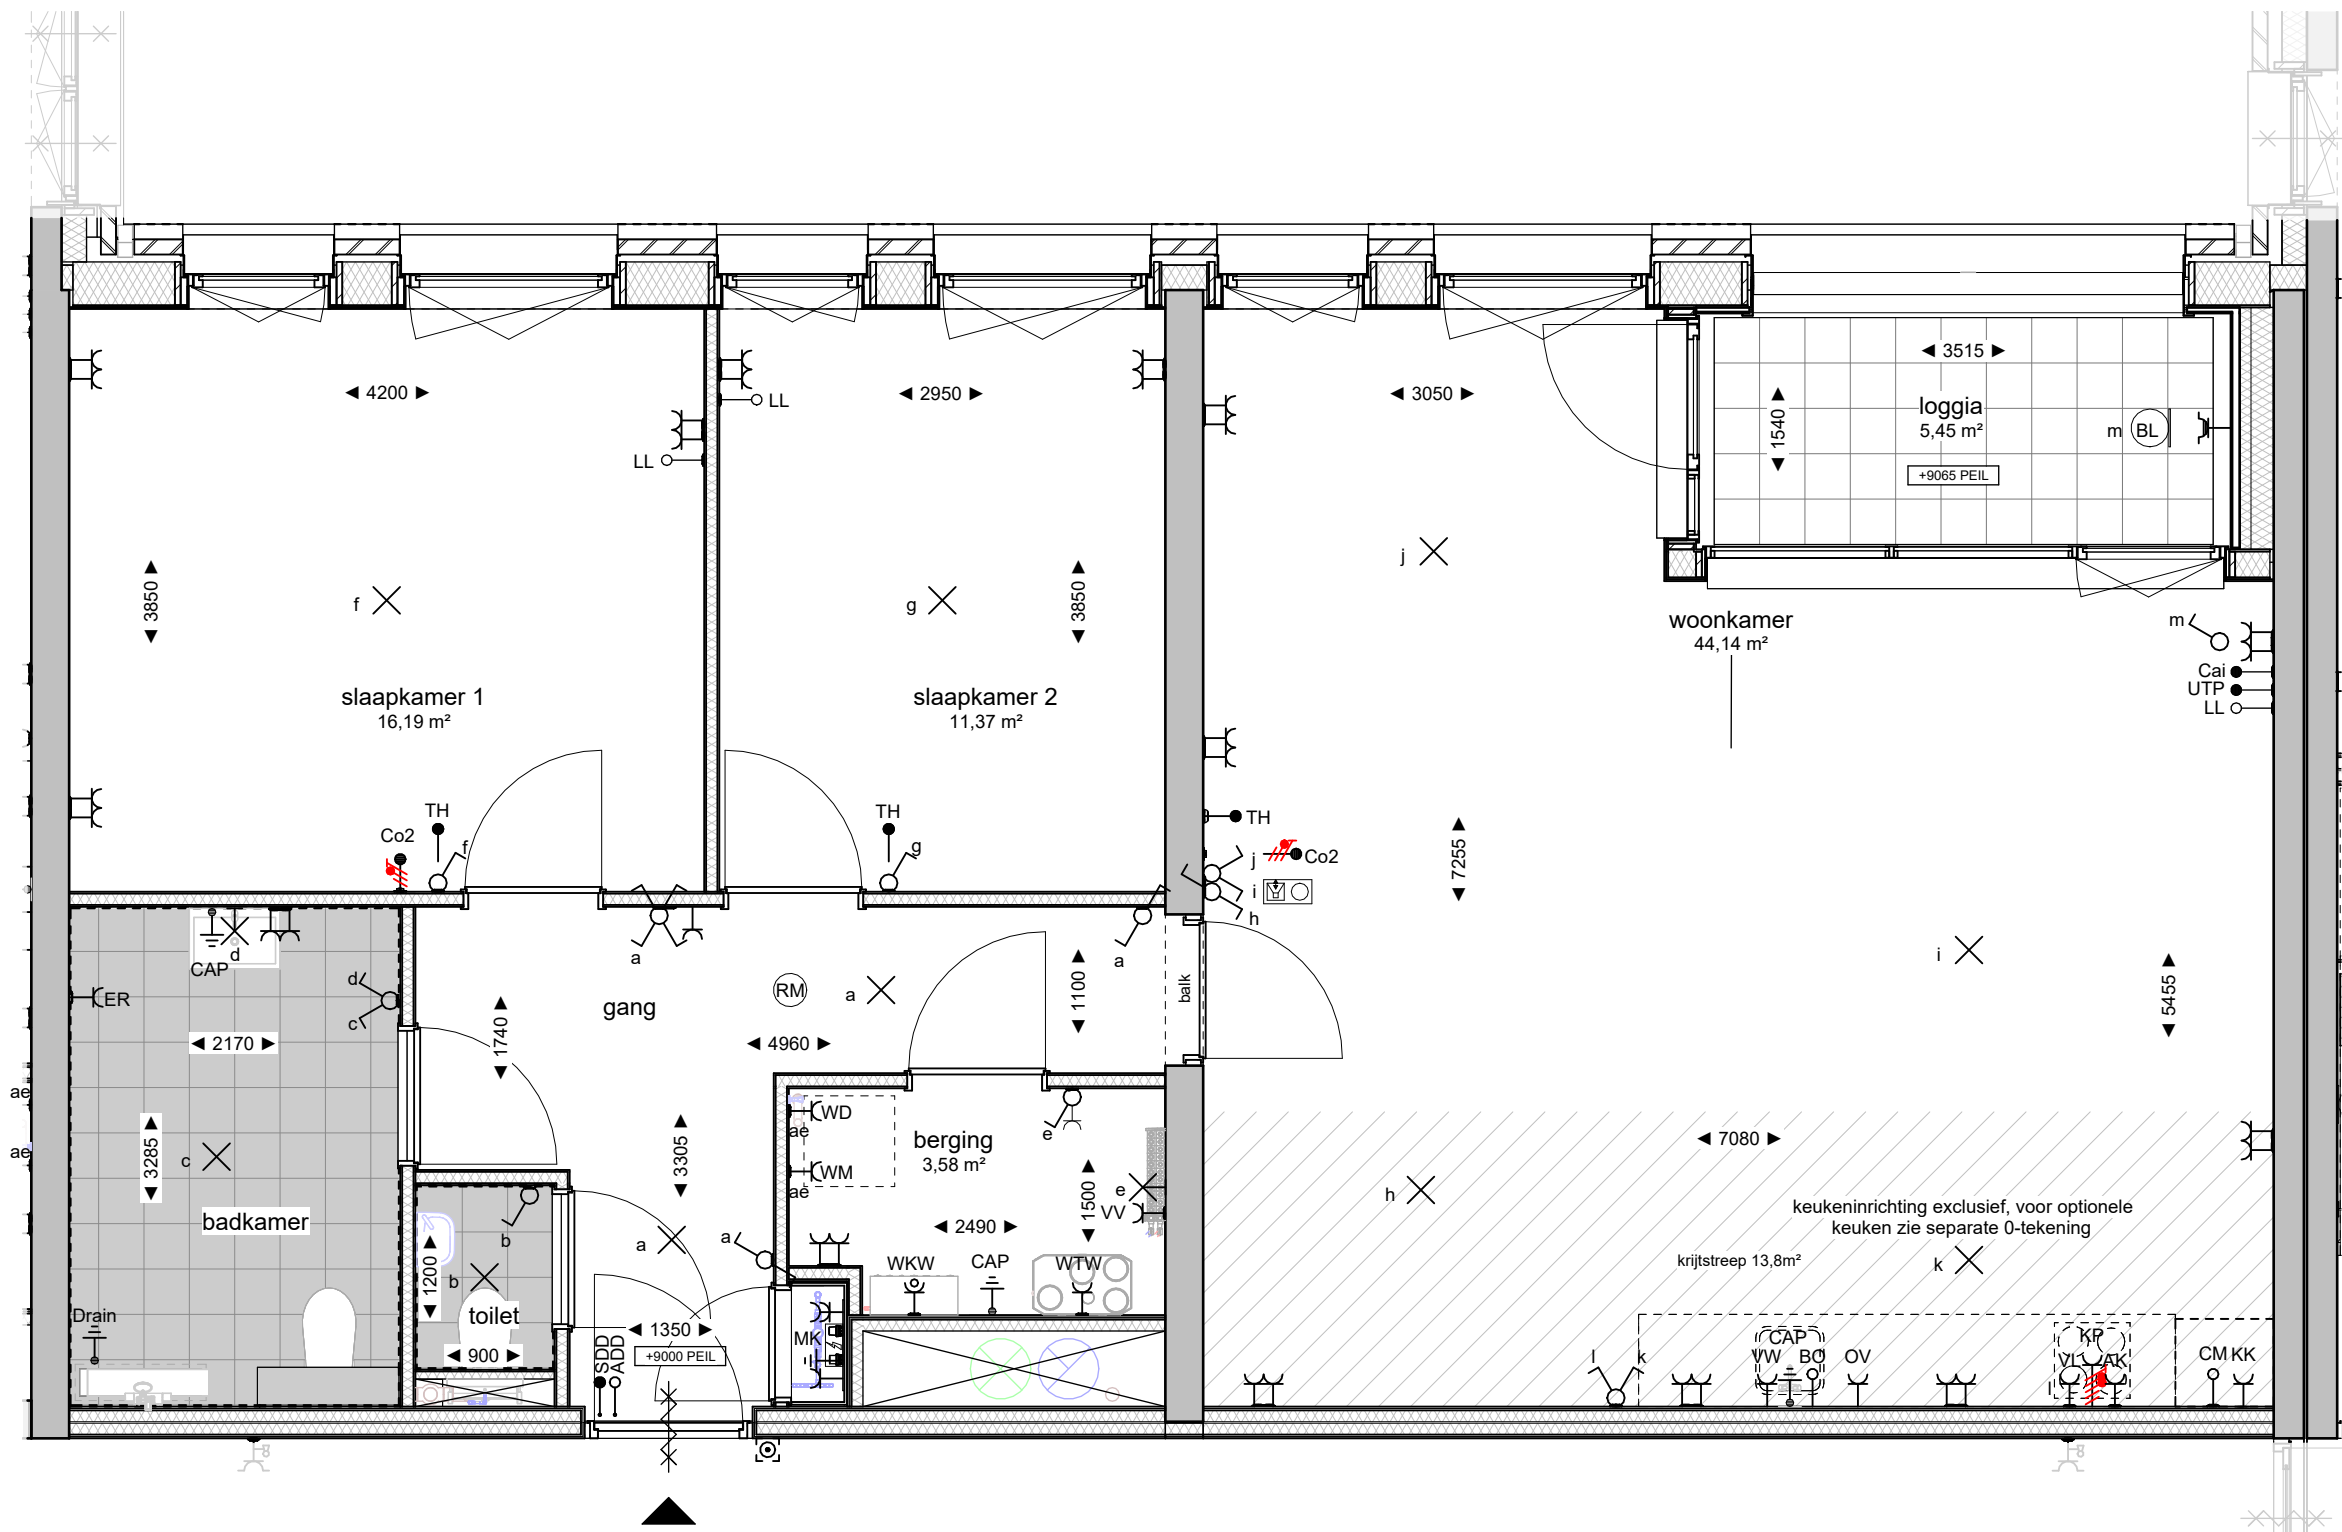 3515
4200
2950
3050
LL
loggia
5,45 m²
1540
m
BL
LL
+9065 PEIL
j
3850
f
g
3850
woonkamer
44,14 m²
m
Cai
UTP
LL
slaapkamer 1
16,19 m²
slaapkamer 2
11,37 m²
TH
TH
TH
Co2
f
g
7255
j
Co2
i
h
d
CAP
a
a
i
d
ER
c
gang
RM
a
1100
balk
5455
2170
1740
4960
ae
WD
ae
e
berging
3,58 m²
7080
3285
c
3305
ae
WM
ae
e
h
1500
VV
keukeninrichting exclusief, voor optionele
keuken zie separate 0-tekening
badkamer
b
a
a
2490
1200
b
WKW
CAP
WTW
krijtstreep 13,8m²
k
Drain
toilet
1350
+9000 PEIL
MK
SDD
ADD
900
l
k
CAP
VW
BO
OV
KP
VL
AK
l
CM
KK